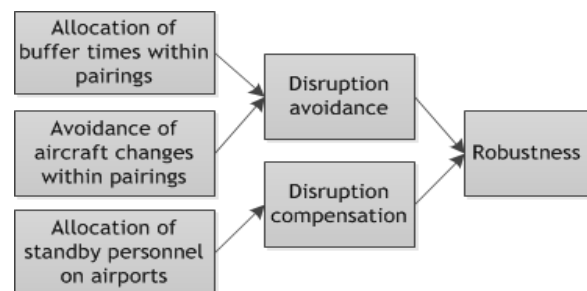 Allocation of
buffer times within
pairings
Avoidance of
aircraft changes
within pairings
Allocation of
standby personnel
on airports
Disruption
avoidance
Disruption
compensation
Robustness